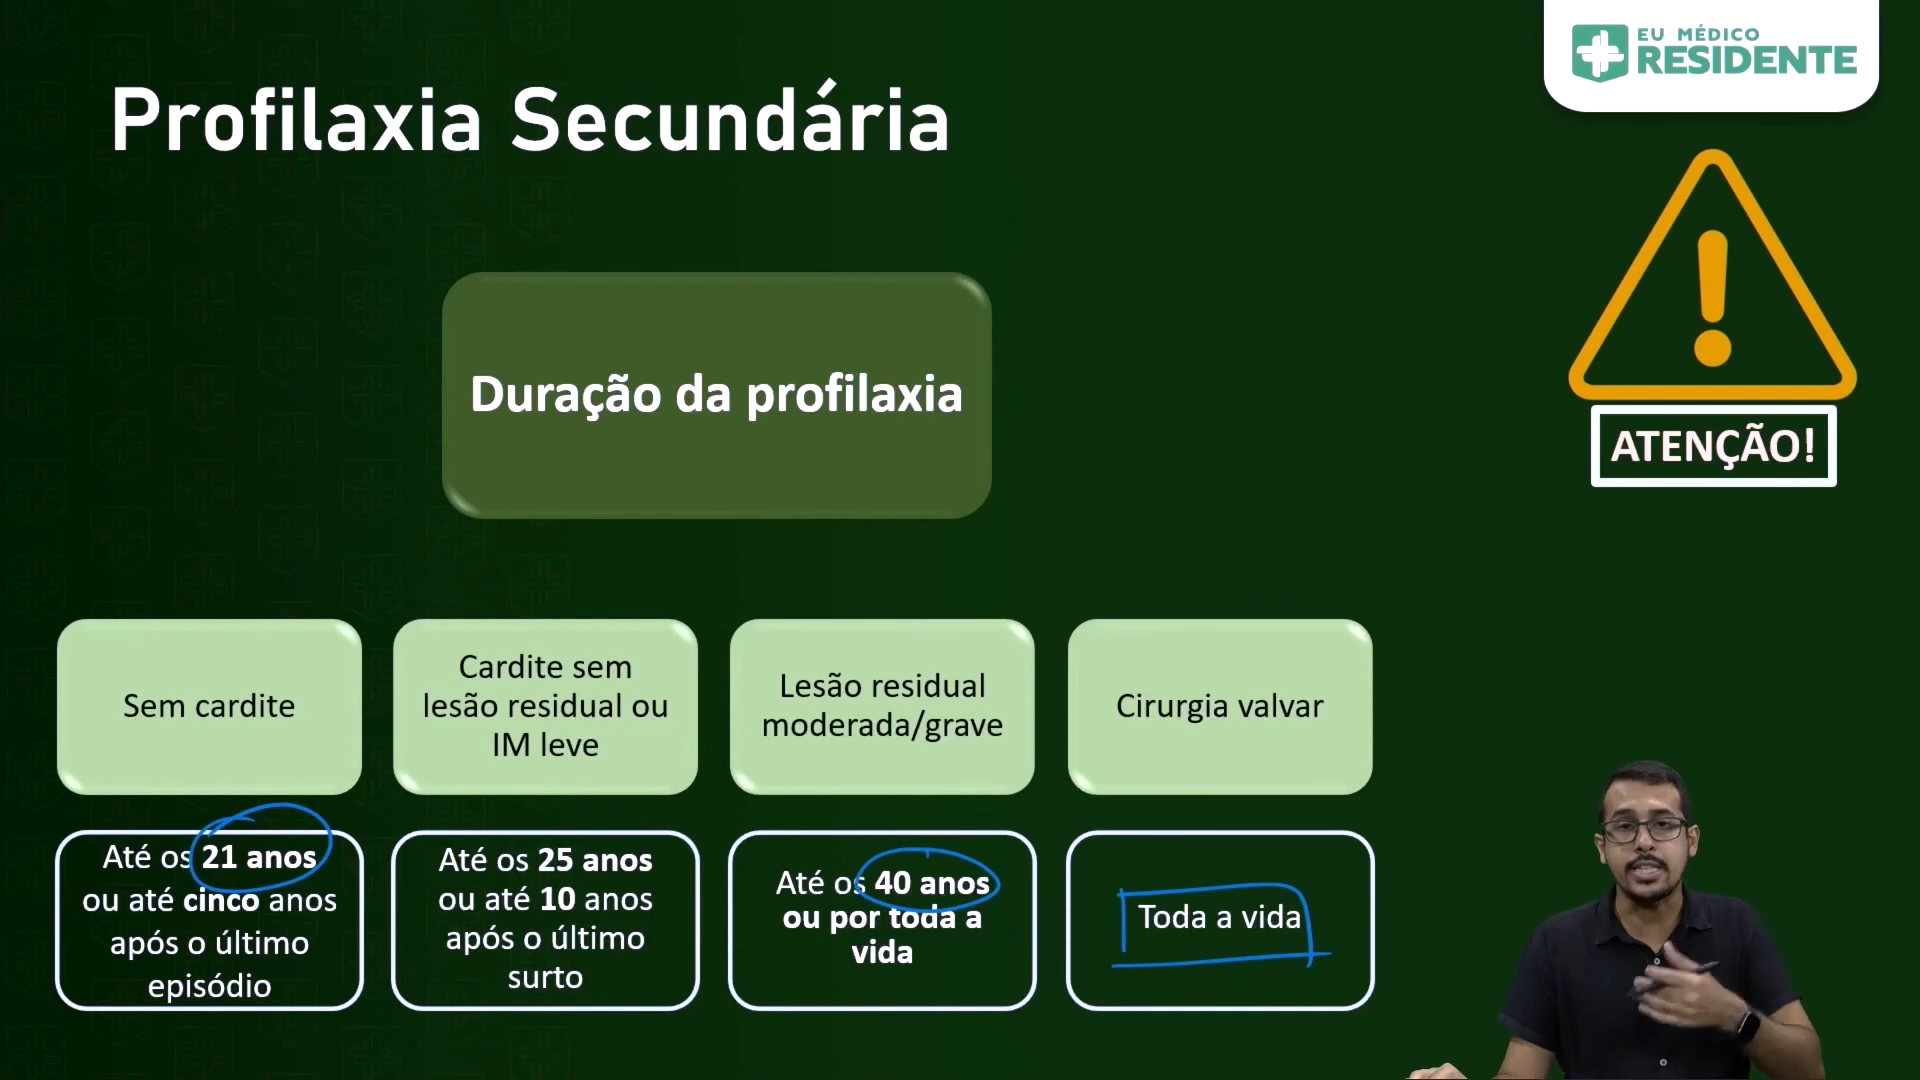 EU MÉDICO
RESIDENTE
Profilaxia Secundária
Duração da profilaxia
ATENÇÃO!
Sem cardite
Até os 21 anos
ou até cinco anos
após o último
episódio
Cardite sem
lesão residual ou
IM leve
Até os 25 anos
ou até 10 anos
após o último
surto
Lesão residual
moderada/grave
Até os 40 anos
ou por toda a
vida
Cirurgia valvar
Toda a vida